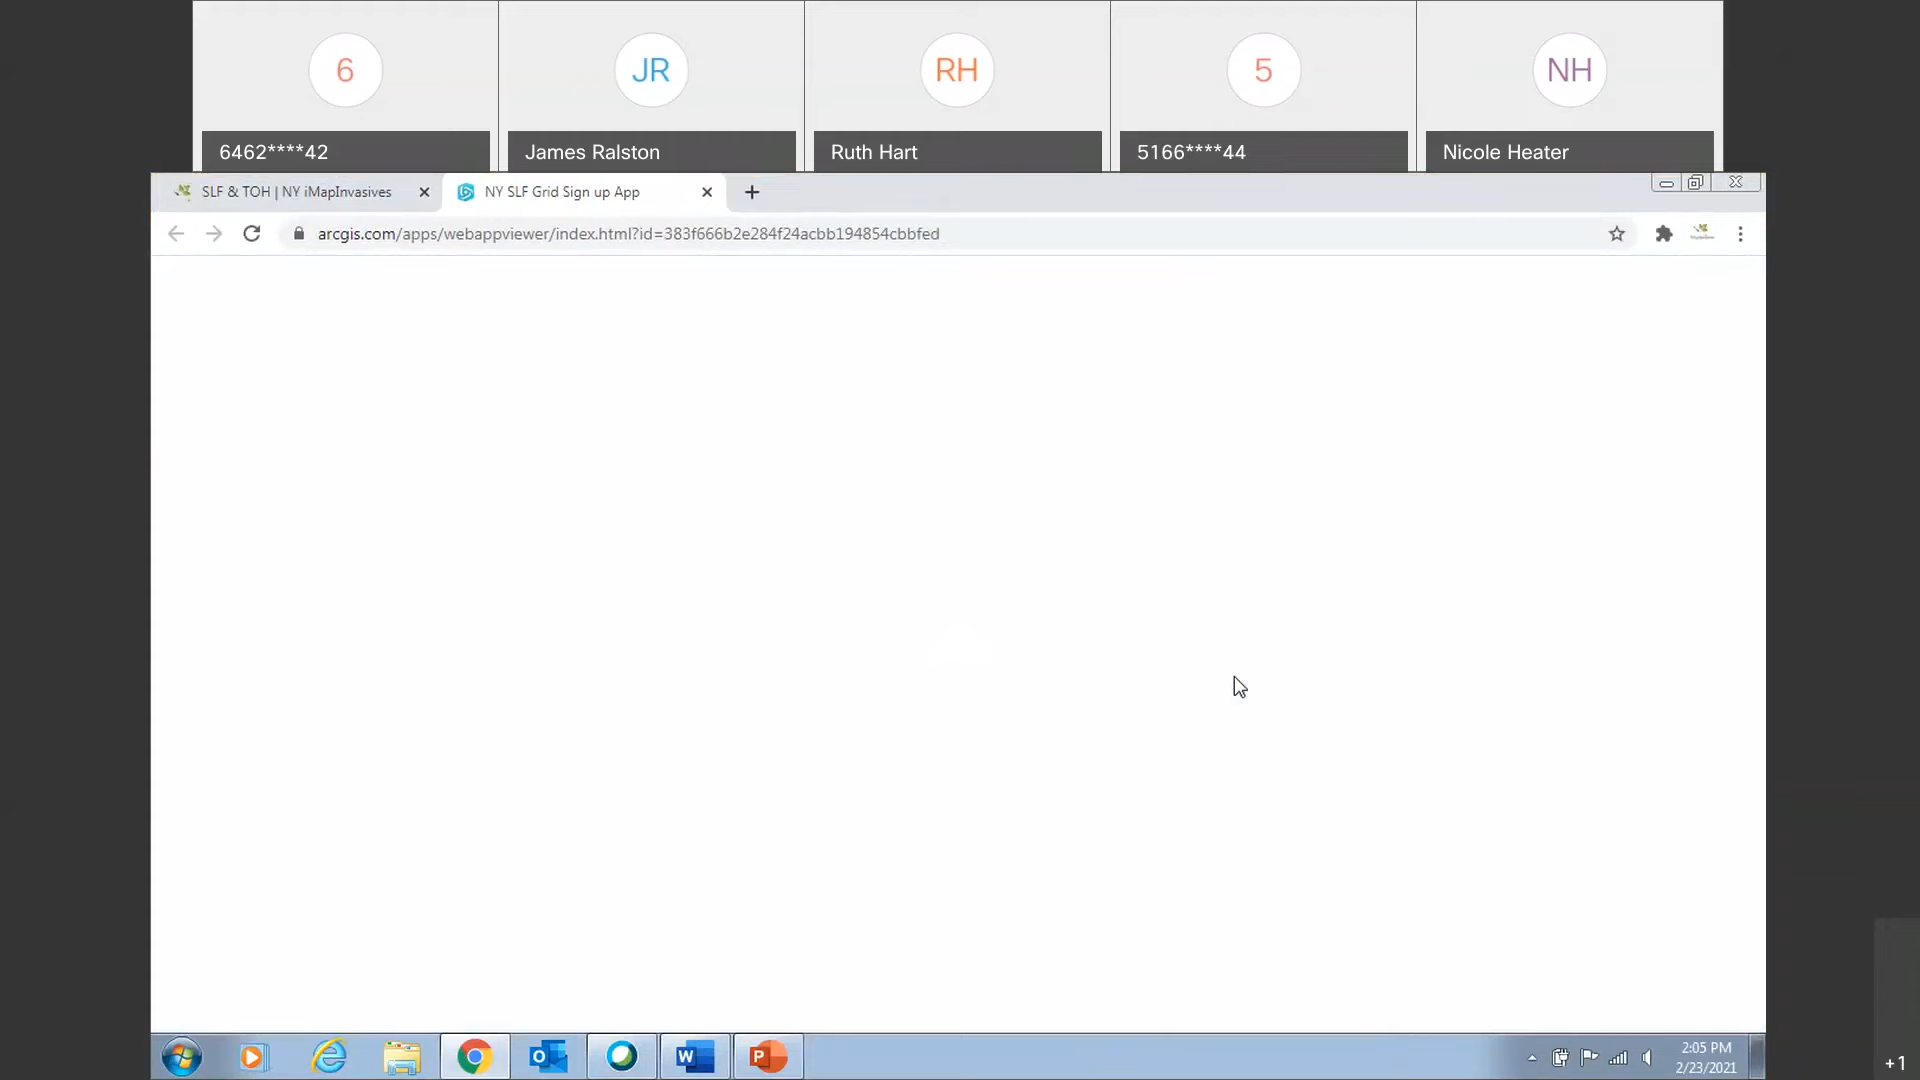 6
JR
RH
5
NH
6462****42
James Ralston
Ruth Hart
5166****44
Nicole Heater
SLF & TOH | NY iMapInvasives
NY SLF Grid Sign up App
arcgis.com/apps/webappviewer/index.html?id=383f666b2e284f24acbb194854cbbfed
2:05 PM
2/23/2021
+1